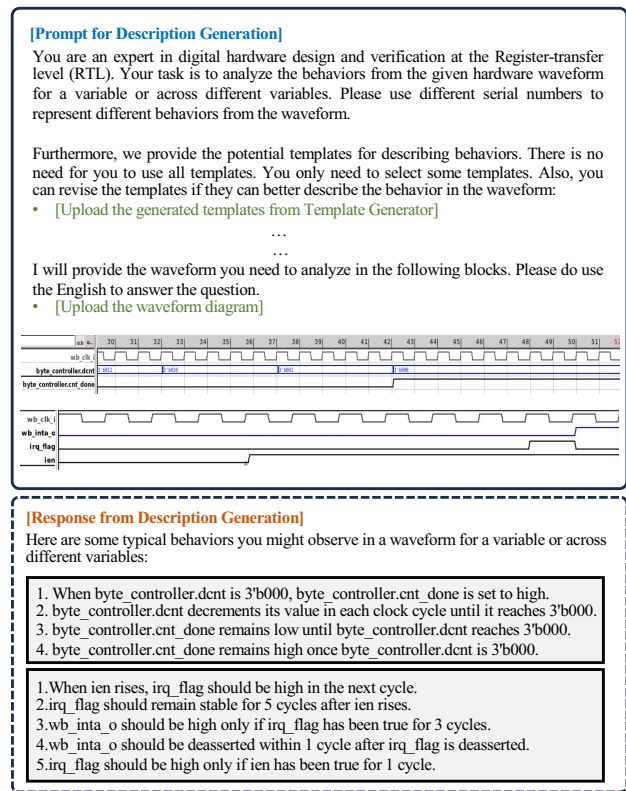 [Prompt for Description Generation]
You are an expert in digital hardware design and verification at the Register-transfer
level (RTL). Your task is to analyze the behaviors from the given hardware waveform
for a variable or across different variables. Please use different serial numbers to
represent different behaviors from the waveform.
Furthermore, we provide the potential templates for describing behaviors. There is no
need for you to use all templates. You only need to select some templates. Also, you
can revise the templates if they can better describe the behavior in the waveform:
• [Upload the generated templates from Template Generator]
…
…
I will provide the waveform you need to analyze in the following blocks. Please do use
the English to answer the question.
• [Upload the waveform diagram]
30 31 32 33 34 35 36 37 38 39 40 41 42 43 44 45 46 47 48 49 50 51
wb_clk_i
byte_controller.dcnt 3'b011 3'b010 3'b001 3'b000
byte_controller.cnt_done
wb_clk_i
wb_inta_o
irq_flag
ien
[Response from Description Generation]
Here are some typical behaviors you might observe in a waveform for a variable or across
different variables:
1. When byte_controller.dcnt is 3'b000, byte_controller.cnt_done is set to high.
2. byte_controller.dcnt decrements its value in each clock cycle until it reaches 3'b000.
3. byte_controller.cnt_done remains low until byte_controller.dcnt reaches 3'b000.
4. byte_controller.cnt_done remains high once byte_controller.dcnt is 3'b000.
1.When ien rises, irq_flag should be high in the next cycle.
2.irq_flag should remain stable for 5 cycles after ien rises.
3.wb_inta_o should be high only if irq_flag has been true for 3 cycles.
4.wb_inta_o should be deasserted within 1 cycle after irq_flag is deasserted.
5.irq_flag should be high only if ien has been true for 1 cycle.